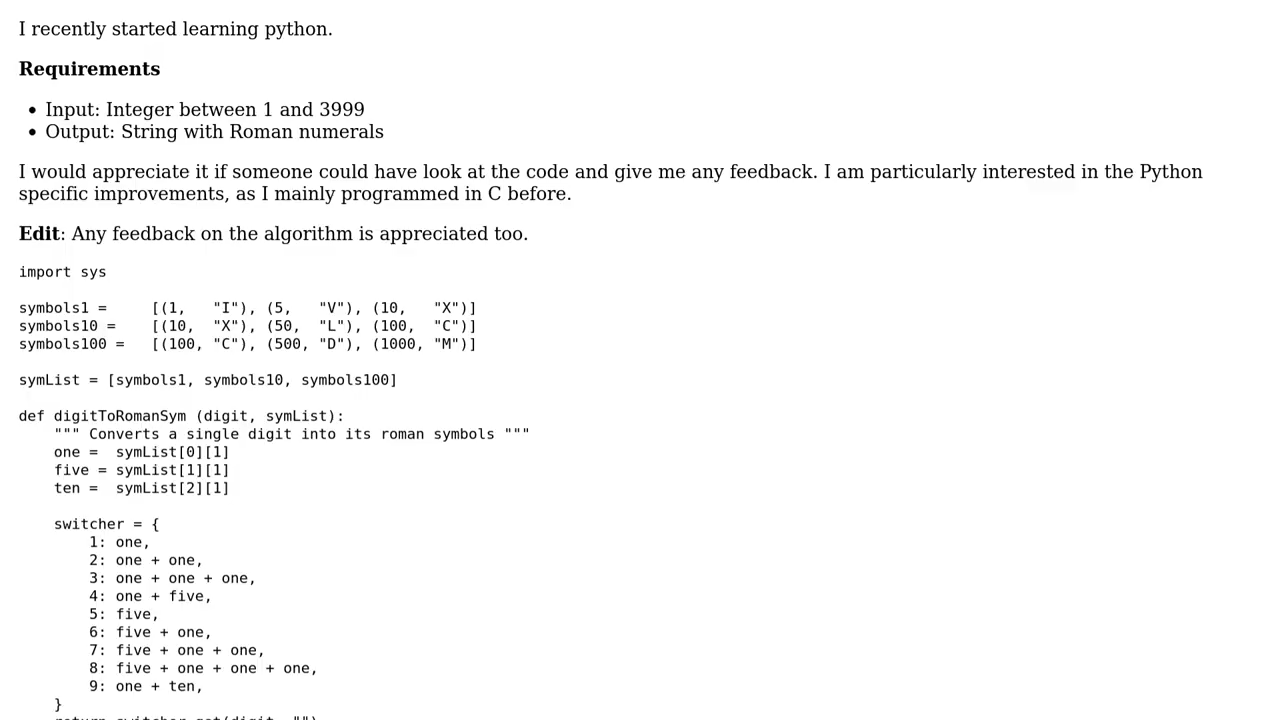 I recently started learning python.
Requirements
• Input: Integer between 1 and 3999
• Output: String with Roman numerals
I would appreciate it if someone could have look at the code and give me any feedback. I am particularly interested in the Python
specific improvements, as I mainly programmed in C before.
Edit: Any feedback on the algorithm is appreciated too.
import sys
symbols1 =     [(1,   "I"), (5,   "V"), (10,   "X")]
symbols10 =    [(10,  "X"), (50,  "L"), (100,  "C")]
symbols100 =   [(100, "C"), (500, "D"), (1000, "M")]
symList = [symbols1, symbols10, symbols100]
def digitToRomanSym (digit, symList):
    """ Converts a single digit into its roman symbols """
    one =  symList[0][1]
    five = symList[1][1]
    ten =  symList[2][1]
    switcher = {
        1: one,
        2: one + one,
        3: one + one + one,
        4: one + five,
        5: five,
        6: five + one,
        7: five + one + one,
        8: five + one + one + one,
        9: one + ten,
    }
    return switcher.get(digit, "")